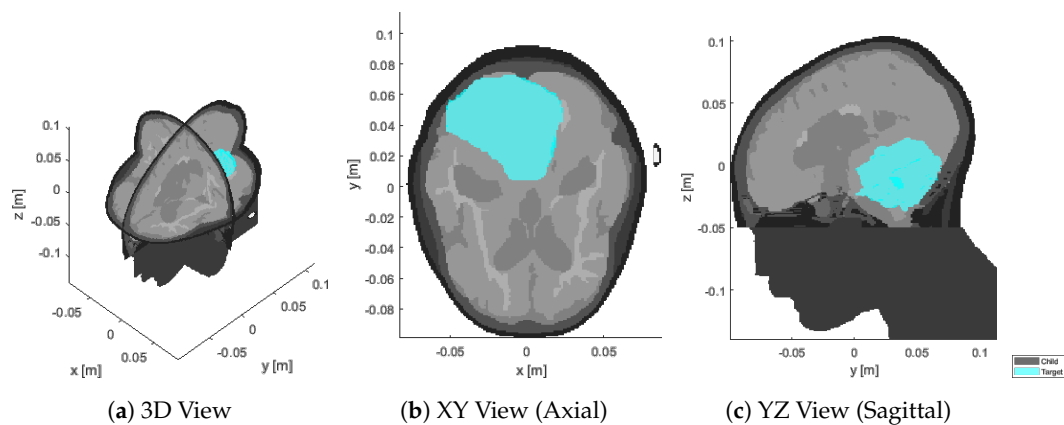 0.1
0.05
0
-0.05
-0.1
z [m]
-0.05
0
0.05
x [m]
-0.05
0
0.05
0.1
y [m]
0.1
0.08
0.06
0.04
0.02
0
-0.02
-0.04
-0.06
-0.08
y [m]
-0.05
0
0.05
x [m]
0.1
0.05
0
-0.05
-0.1
z [m]
-0.05
0
0.05
0.1
y [m]
Child
Target
(a) 3D View
(b) XY View (Axial)
(c) YZ View (Sagittal)